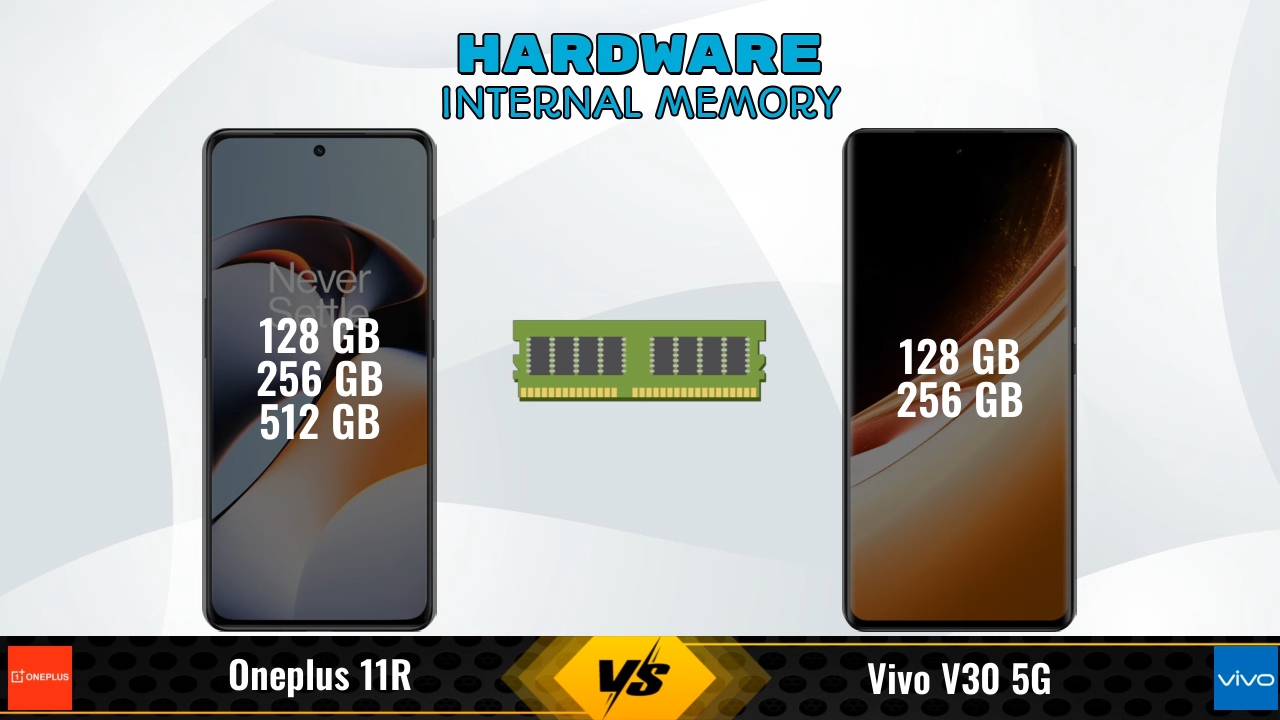 HARDWARE
INTERNAL MEMORY
Never
Settle
128 GB
256 GB
512 GB
128 GB
256 GB
ONEPLUS
Oneplus 11R
VS
Vivo V30 5G
vivo